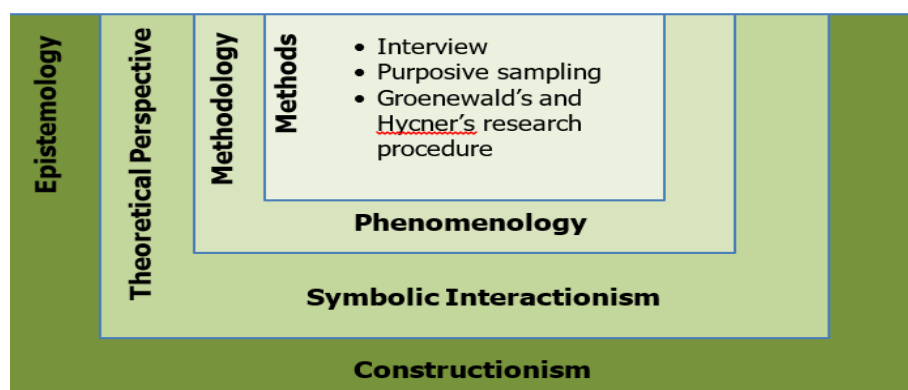 Epistemology
Theoretical Perspective
Methodology
Methods
• Interview
• Purposive sampling
• Groenewald’s and
Hycner’s research
procedure
Phenomenology
Symbolic Interactionism
Constructionism